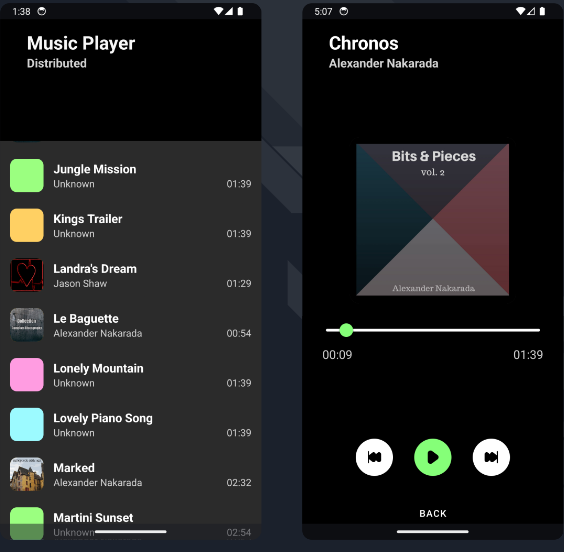 1:38
Music Player
Distributed
Jungle Mission
Unknown
01:39
Kings Trailer
Unknown
01:39
Landra's Dream
Jason Shaw
01:29
Le Baguette
Alexander Nakarada
00:54
Lonely Mountain
Unknown
01:39
Lovely Piano Song
Unknown
01:39
Marked
Alexander Nakarada
02:32
Martini Sunset
Unknown
02:54
5:07
Chronos
Alexander Nakarada
Bits & Pieces
vol. 2
Alexander Nakarada
00:09
01:39
BACK